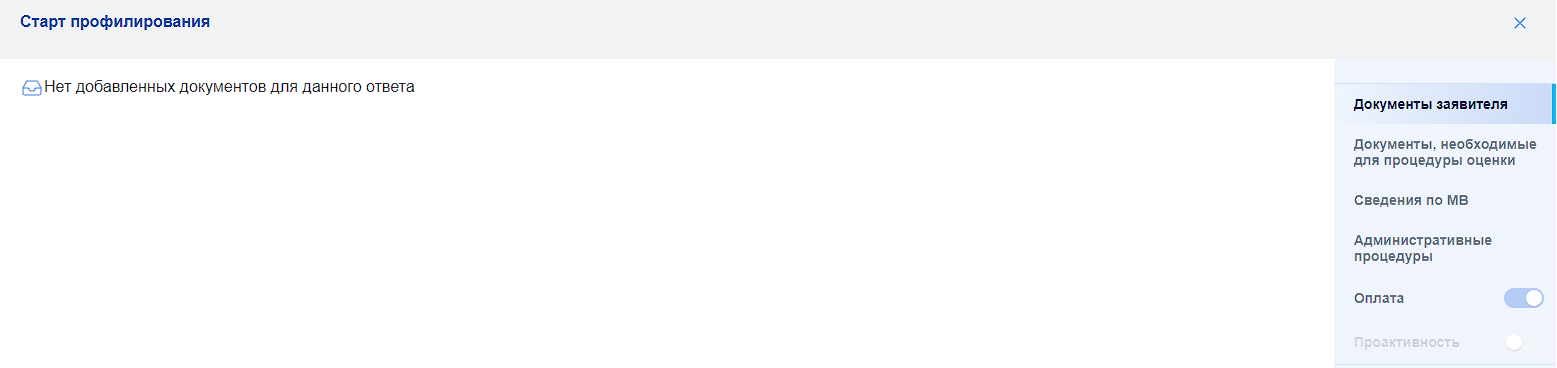 Старт профилирования
Нет добавленных документов для данного ответа
Документы заявителя
Документы, необходимые
для процедуры оценки
Сведения по МВ
Административные
процедуры
Оплата
Проактивность